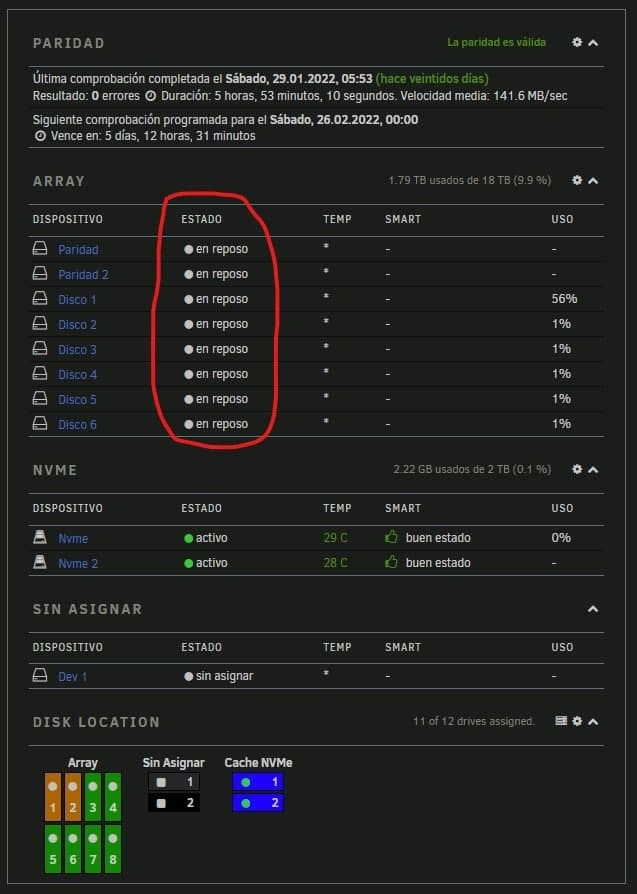 PARIDAD
La paridad es válida
Última comprobación completada el Sábado, 29.01.2022, 05:53 (hace veintidos días)
Resultado: 0 errores Duración: 5 horas, 53 minutos, 10 segundos. Velocidad media: 141.6 MB/sec
Siguiente comprobación programada para el Sábado, 26.02.2022, 00:00
Vence en: 5 días, 12 horas, 31 minutos
ARRAY 1.79 TB usados de 18 TB (9.9 %)
DISPOSITIVO ESTADO TEMP SMART USO
Paridad en reposo * - -
Paridad 2 en reposo * - -
Disco 1 en reposo * - 56%
Disco 2 en reposo * - 1%
Disco 3 en reposo * - 1%
Disco 4 en reposo * - 1%
Disco 5 en reposo * - 1%
Disco 6 en reposo * - 1%
NVME 2.22 GB usados de 2 TB (0.1 %)
DISPOSITIVO ESTADO TEMP SMART USO
Nvme activo 29 C buen estado 0%
Nvme 2 activo 28 C buen estado -
SIN ASIGNAR
DISPOSITIVO ESTADO TEMP SMART USO
Dev 1 sin asignar * - -
DISK LOCATION 11 of 12 drives assigned.
Array Sin Asignar Cache NVMe
1 2 3 4
5 6 7 8
1
2
1
2